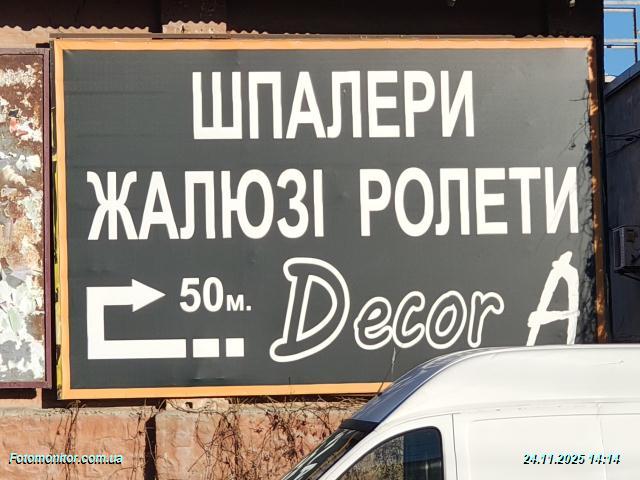 ШПАЛЕРИ
ЖАЛЮЗІ РОЛЕТИ
50м. Decor A
Fotomonitor.com.ua
24.11.2025 14:14